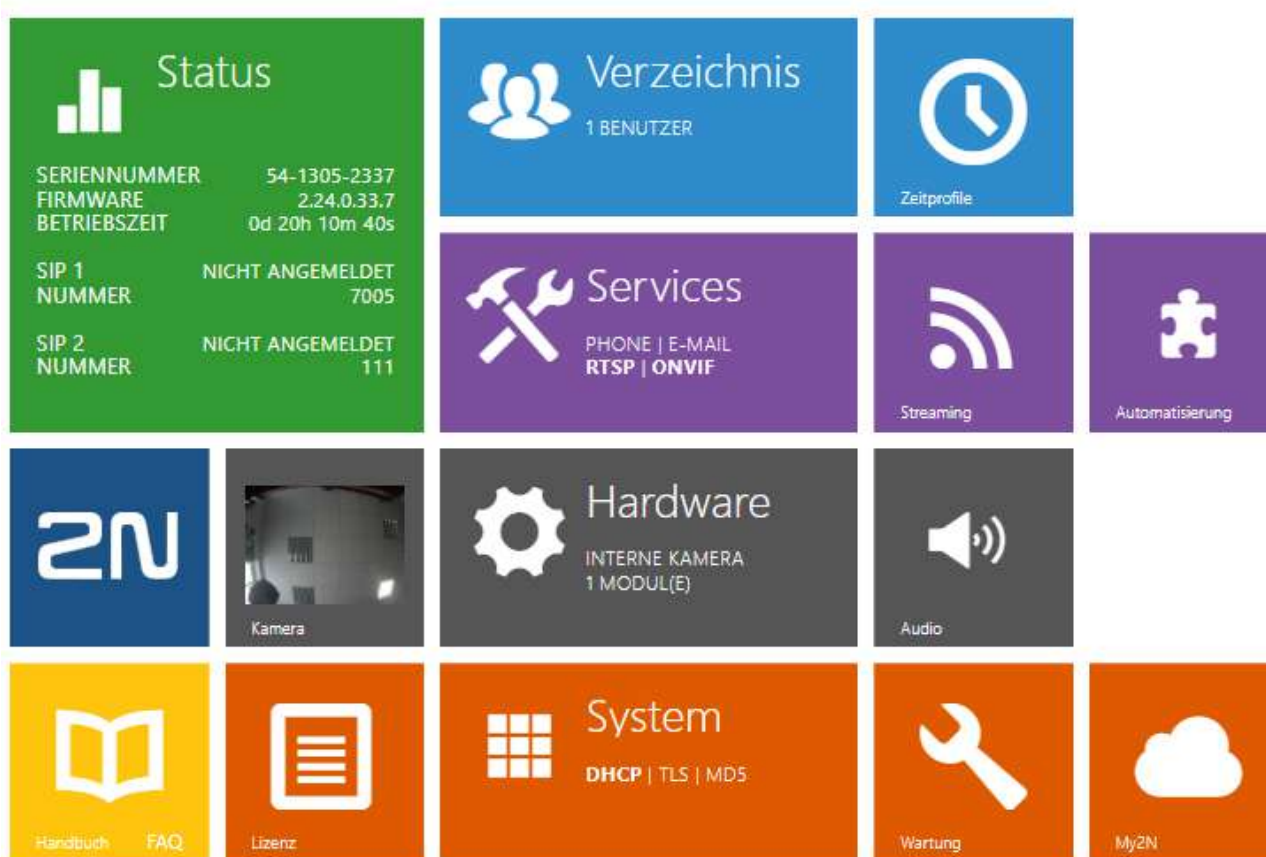 Status
SERIENNUMMER 54-1305-2337
FIRMWARE 2.24.0.33.7
BETRIEBSZEIT 0d 20h 10m 40s
SIP 1 NICHT ANGEMELDET
NUMMER 7005
SIP 2 NICHT ANGEMELDET
NUMMER 111
Verzeichnis
1 BENUTZER
Zeitprofile
Services
PHONE | E-MAIL
RTSP | ONVIF
Streaming
Automatisierung
2N
Kamera
Hardware
INTERNE KAMERA
1 MODUL(E)
Audio
Handbuch FAQ
Lizenz
System
DHCP | TLS | MD5
Wartung
My2N